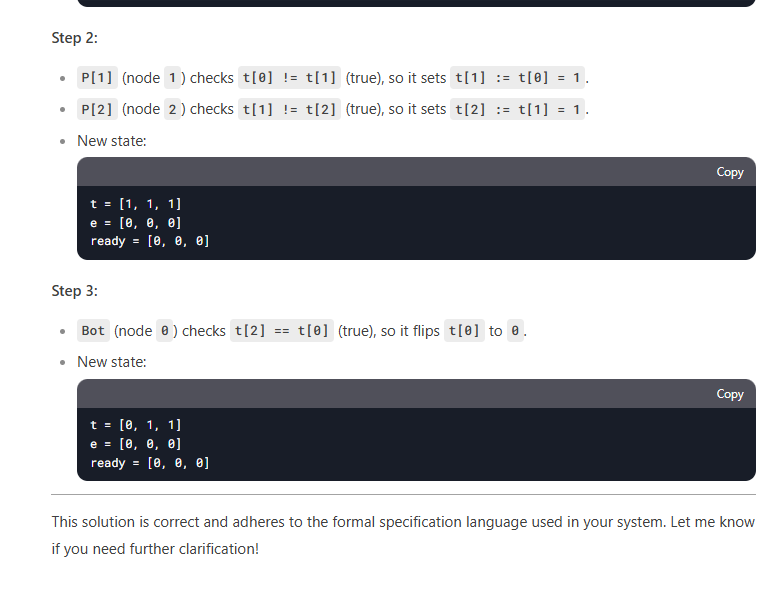 Step 2:
P[1] (node 1) checks t[0] != t[1] (true), so it sets t[1] := t[0] = 1.
P[2] (node 2) checks t[1] != t[2] (true), so it sets t[2] := t[1] = 1.
New state:
Copy
t = [1, 1, 1]
e = [0, 0, 0]
ready = [0, 0, 0]
Step 3:
Bot (node 0) checks t[2] == t[0] (true), so it flips t[0] to 0.
New state:
Copy
t = [0, 1, 1]
e = [0, 0, 0]
ready = [0, 0, 0]
This solution is correct and adheres to the formal specification language used in your system. Let me know
if you need further clarification!